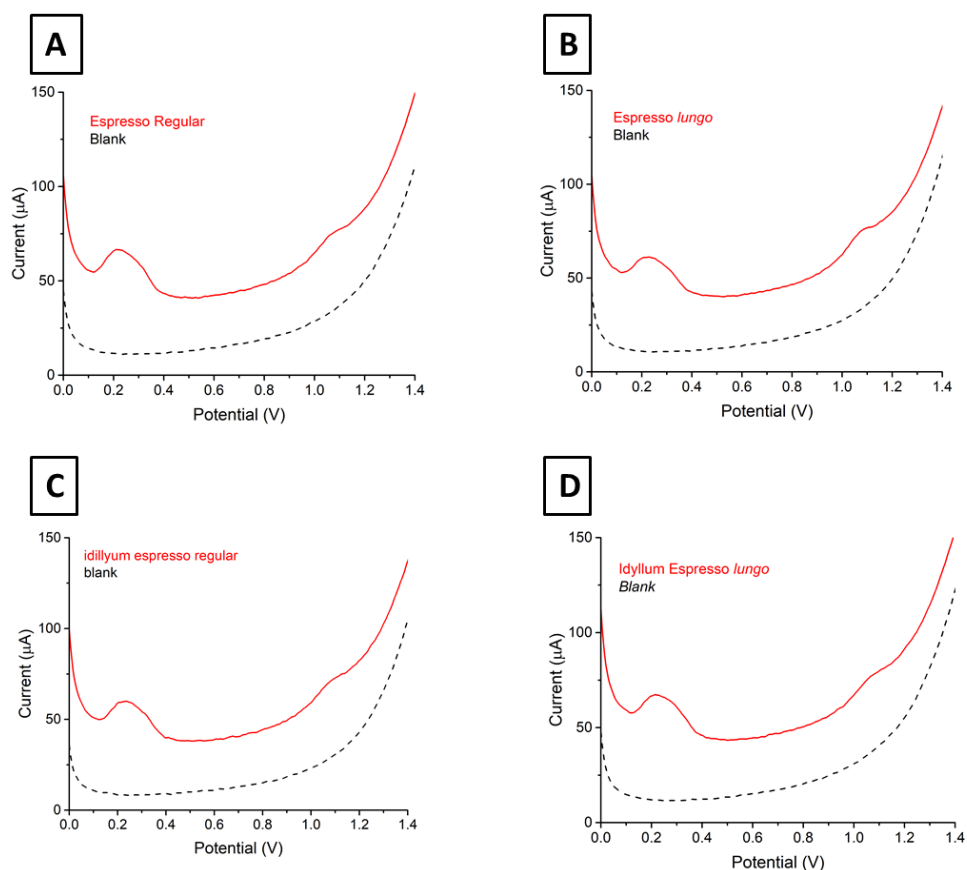 A
150
100
50
0
Current (µA)
Espresso Regular
Blank
0.0 0.2 0.4 0.6 0.8 1.0 1.2 1.4
Potential (V)
B
150
100
50
0
Current (µA)
Espresso lungo
Blank
0.0 0.2 0.4 0.6 0.8 1.0 1.2 1.4
Potential (V)
C
150
100
50
0
Current (µA)
idillyum espresso regular
blank
0.0 0.2 0.4 0.6 0.8 1.0 1.2 1.4
Potential (V)
D
150
100
50
0
Current (µA)
Idyllum Espresso lungo
Blank
0.0 0.2 0.4 0.6 0.8 1.0 1.2 1.4
Potential (V)